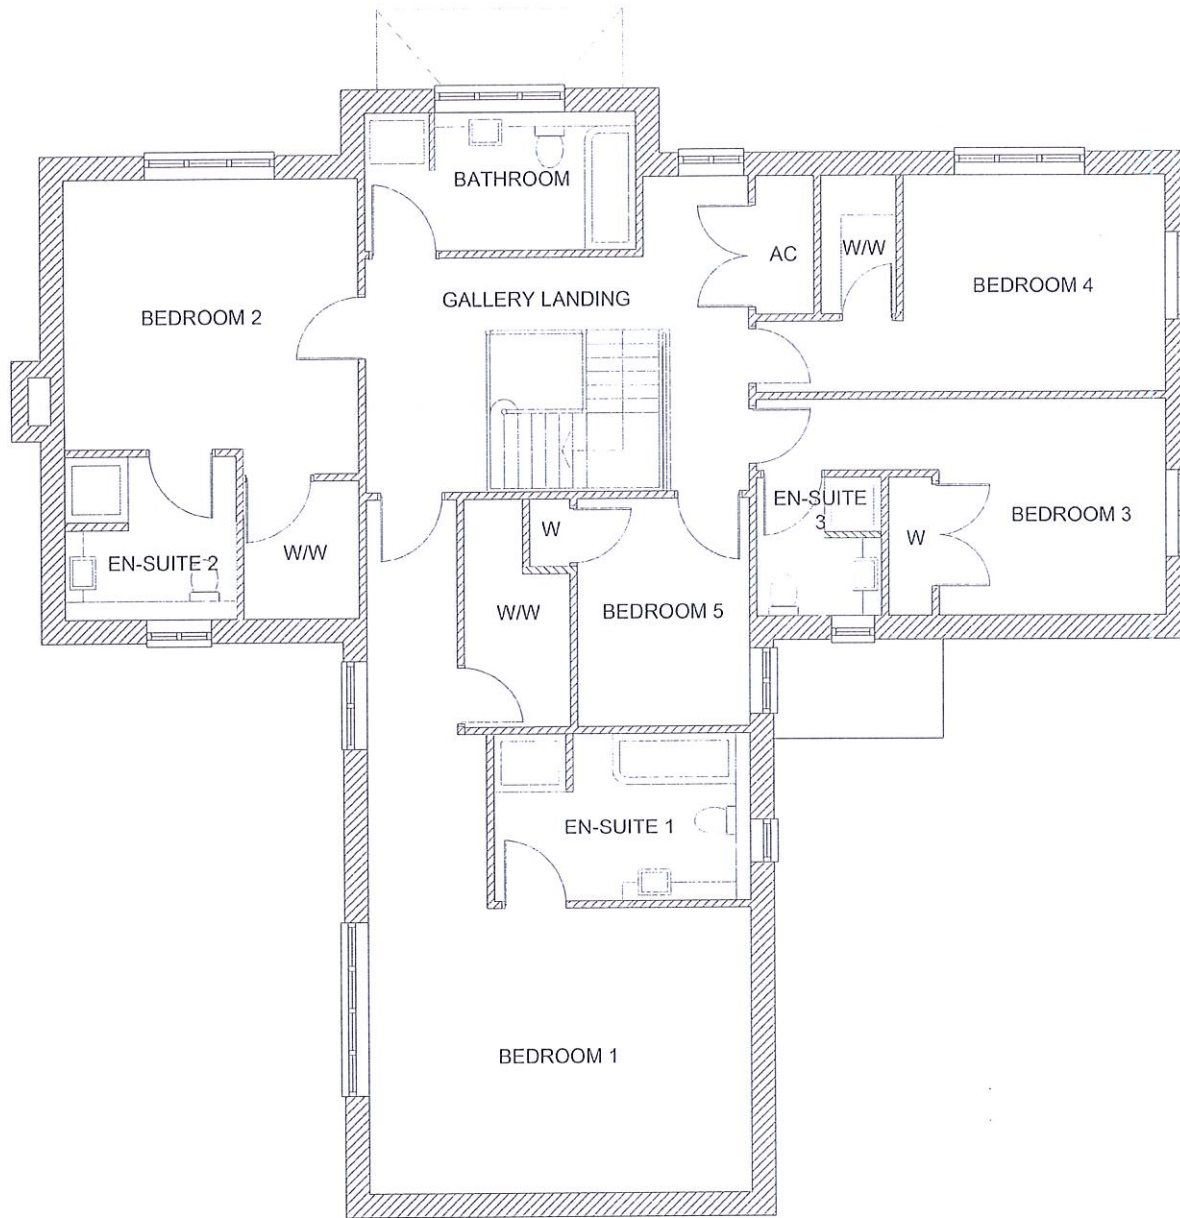 BATHROOM
AC
W/W
BEDROOM 4
GALLERY LANDING
BEDROOM 2
EN-SUITE
3
W
BEDROOM 3
W
EN-SUITE 2
W/W
W/W
BEDROOM 5
EN-SUITE 1
BEDROOM 1